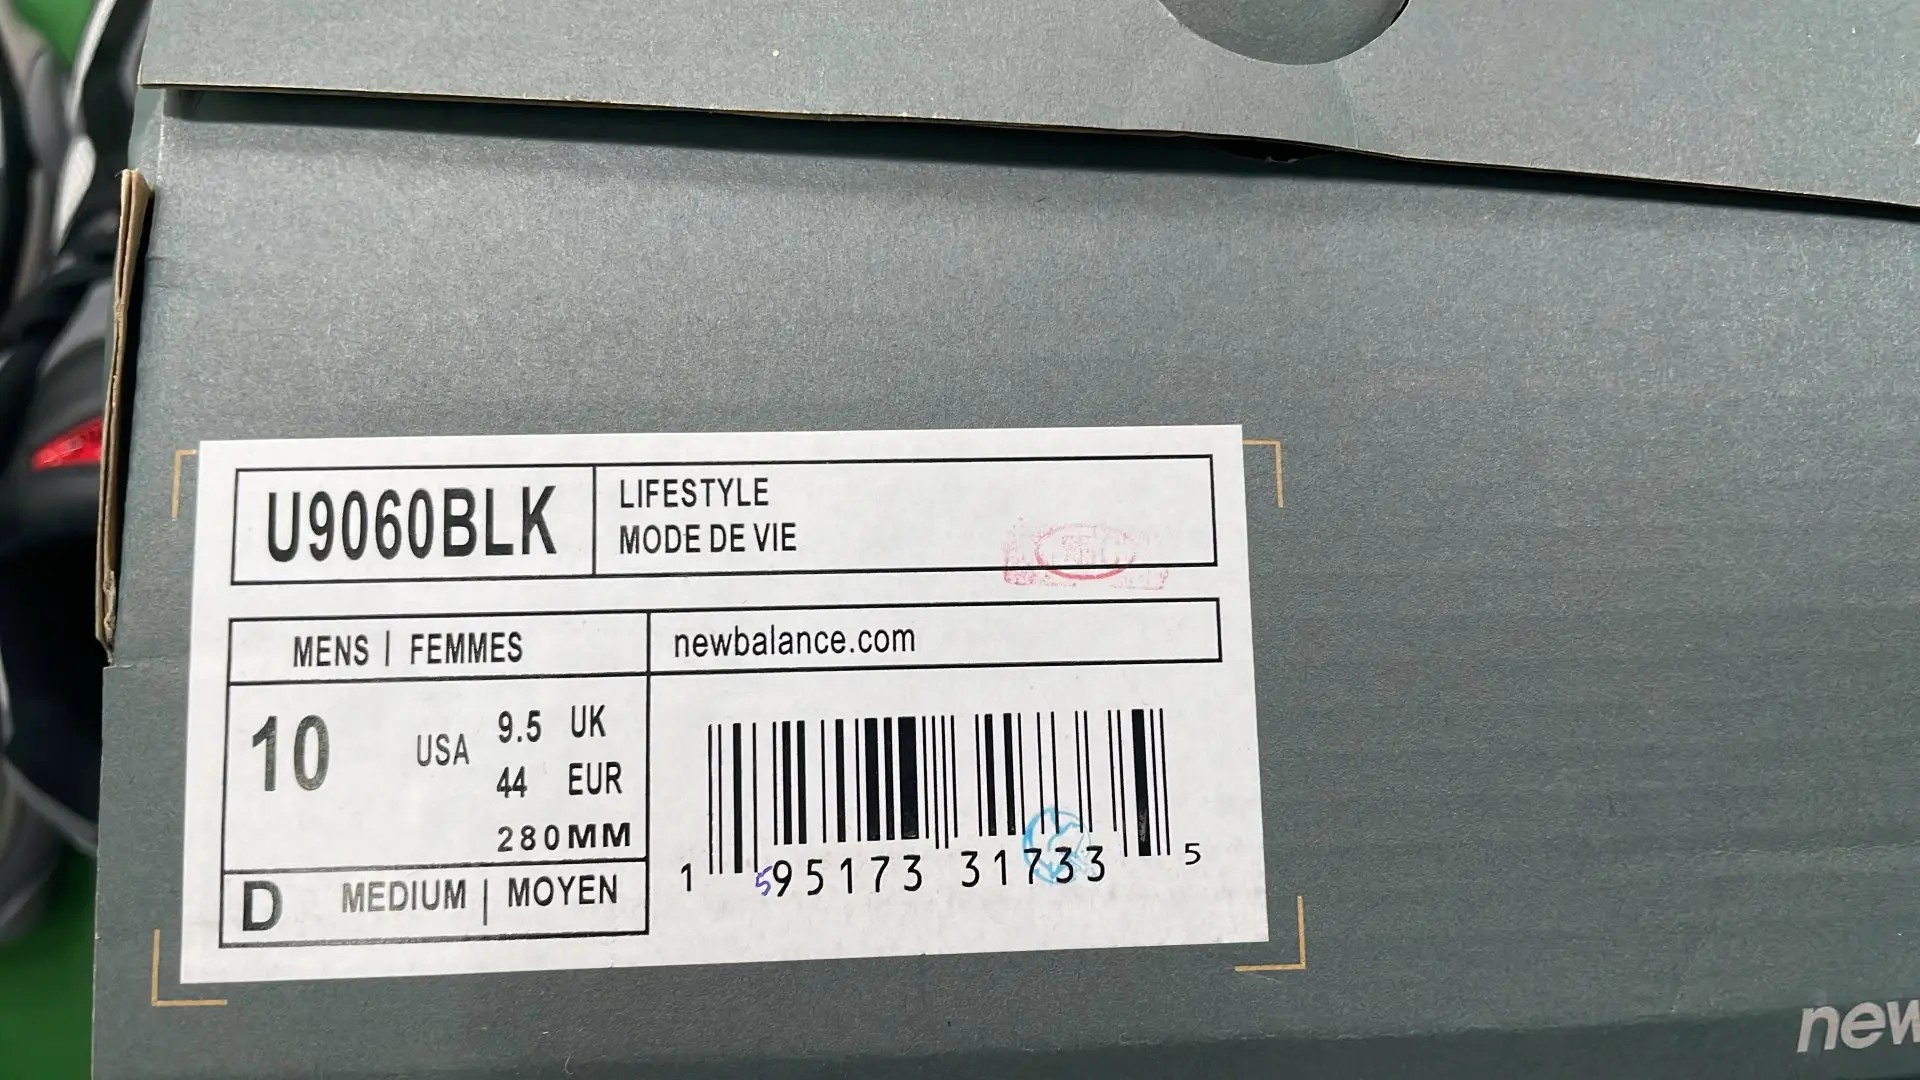 U9060BLK
LIFESTYLE
MODE DE VIE
MENS | FEMMES
newbalance.com
10 USA
9.5 UK
44 EUR
280MM
D MEDIUM | MOYEN
1 95173 31733 5
5
new